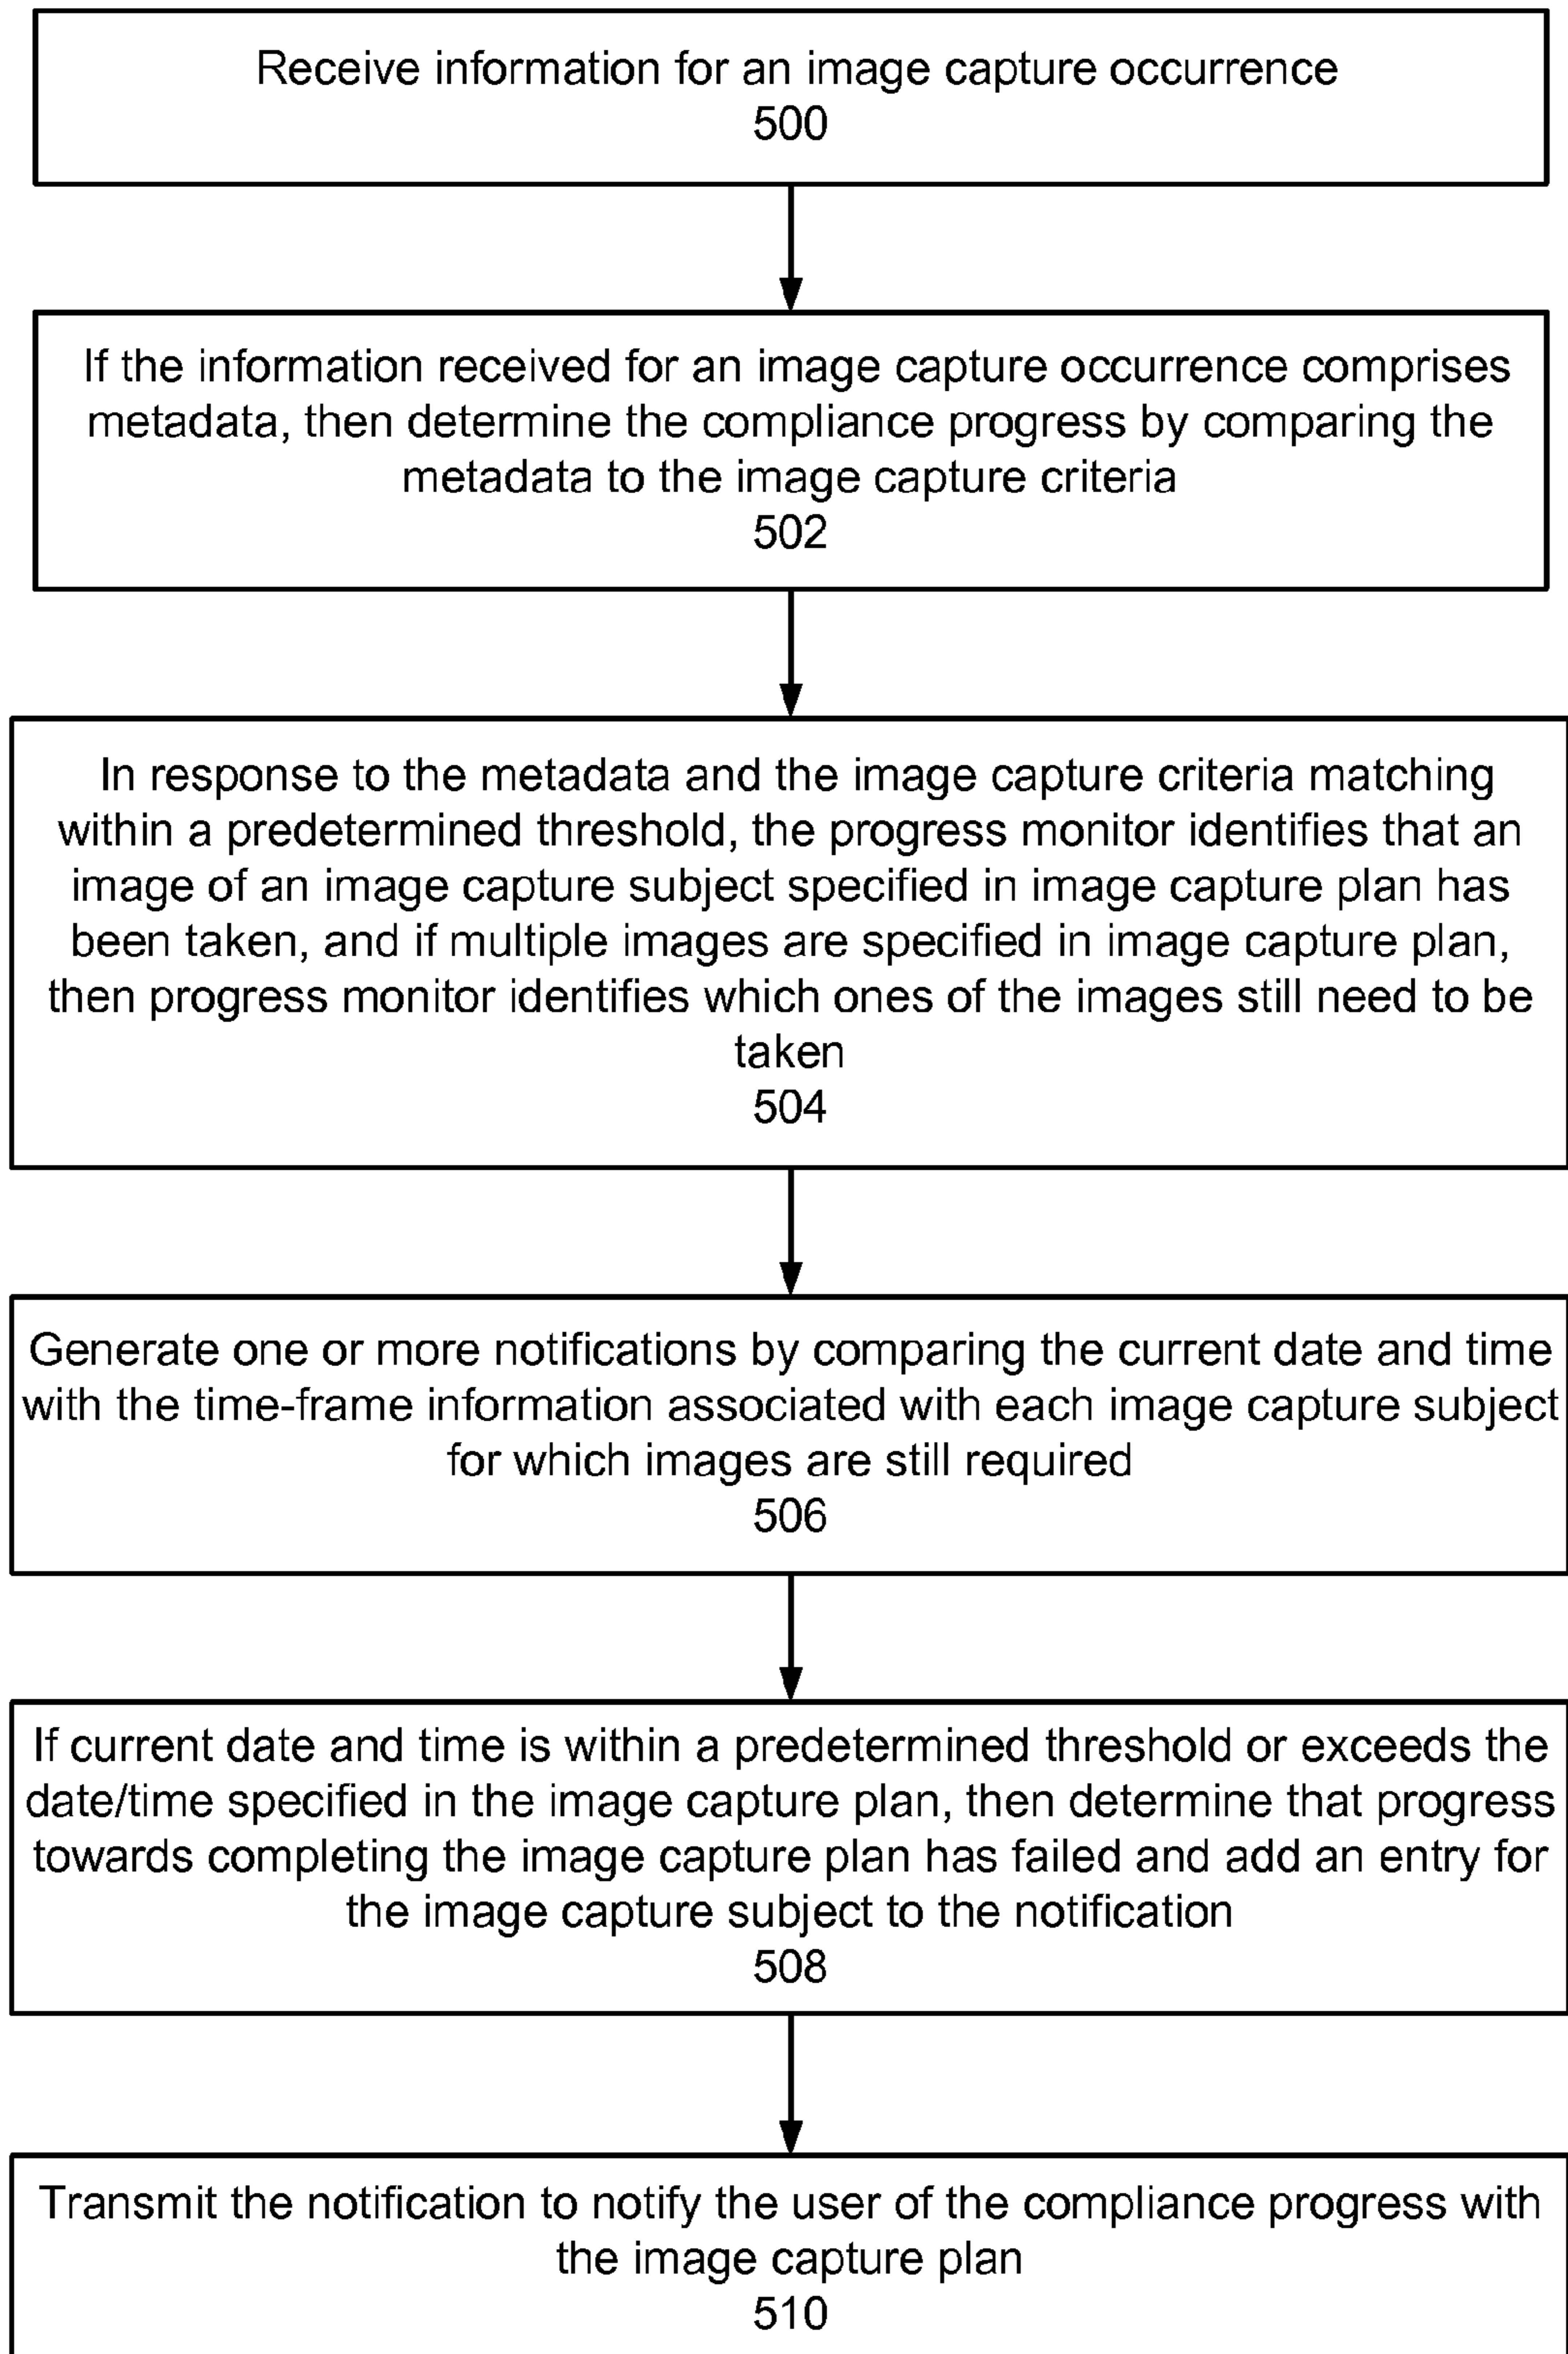 Receive information for an image capture occurrence
500
If the information received for an image capture occurrence comprises
metadata, then determine the compliance progress by comparing the
metadata to the image capture criteria
502
In response to the metadata and the image capture criteria matching
within a predetermined threshold, the progress monitor identifies that an
image of an image capture subject specified in image capture plan has
been taken, and if multiple images are specified in image capture plan,
then progress monitor identifies which ones of the images still need to be
taken
504
Generate one or more notifications by comparing the current date and time
with the time-frame information associated with each image capture subject
for which images are still required
506
If current date and time is within a predetermined threshold or exceeds the
date/time specified in the image capture plan, then determine that progress
towards completing the image capture plan has failed and add an entry for
the image capture subject to the notification
508
Transmit the notification to notify the user of the compliance progress with
the image capture plan
510